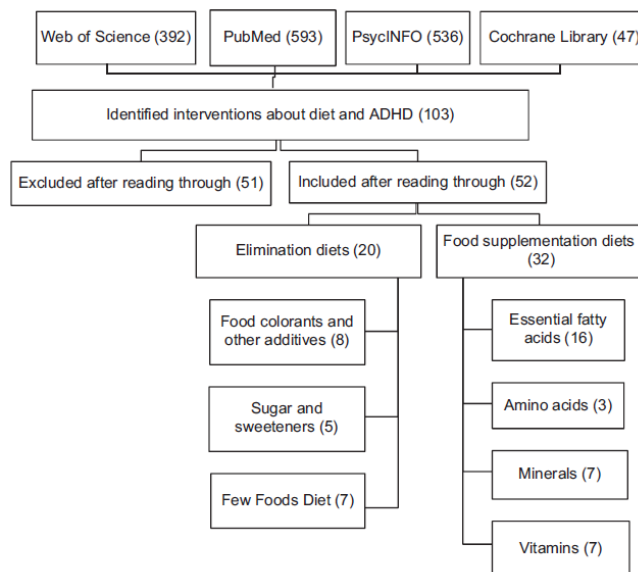 Web of Science (392)
PubMed (593)
PsycINFO (536)
Cochrane Library (47)
Identified interventions about diet and ADHD (103)
Excluded after reading through (51)
Included after reading through (52)
Elimination diets (20)
Food supplementation diets
(32)
Food colorants and
other additives (8)
Essential fatty
acids (16)
Sugar and
sweeteners (5)
Amino acids (3)
Few Foods Diet (7)
Minerals (7)
Vitamins (7)